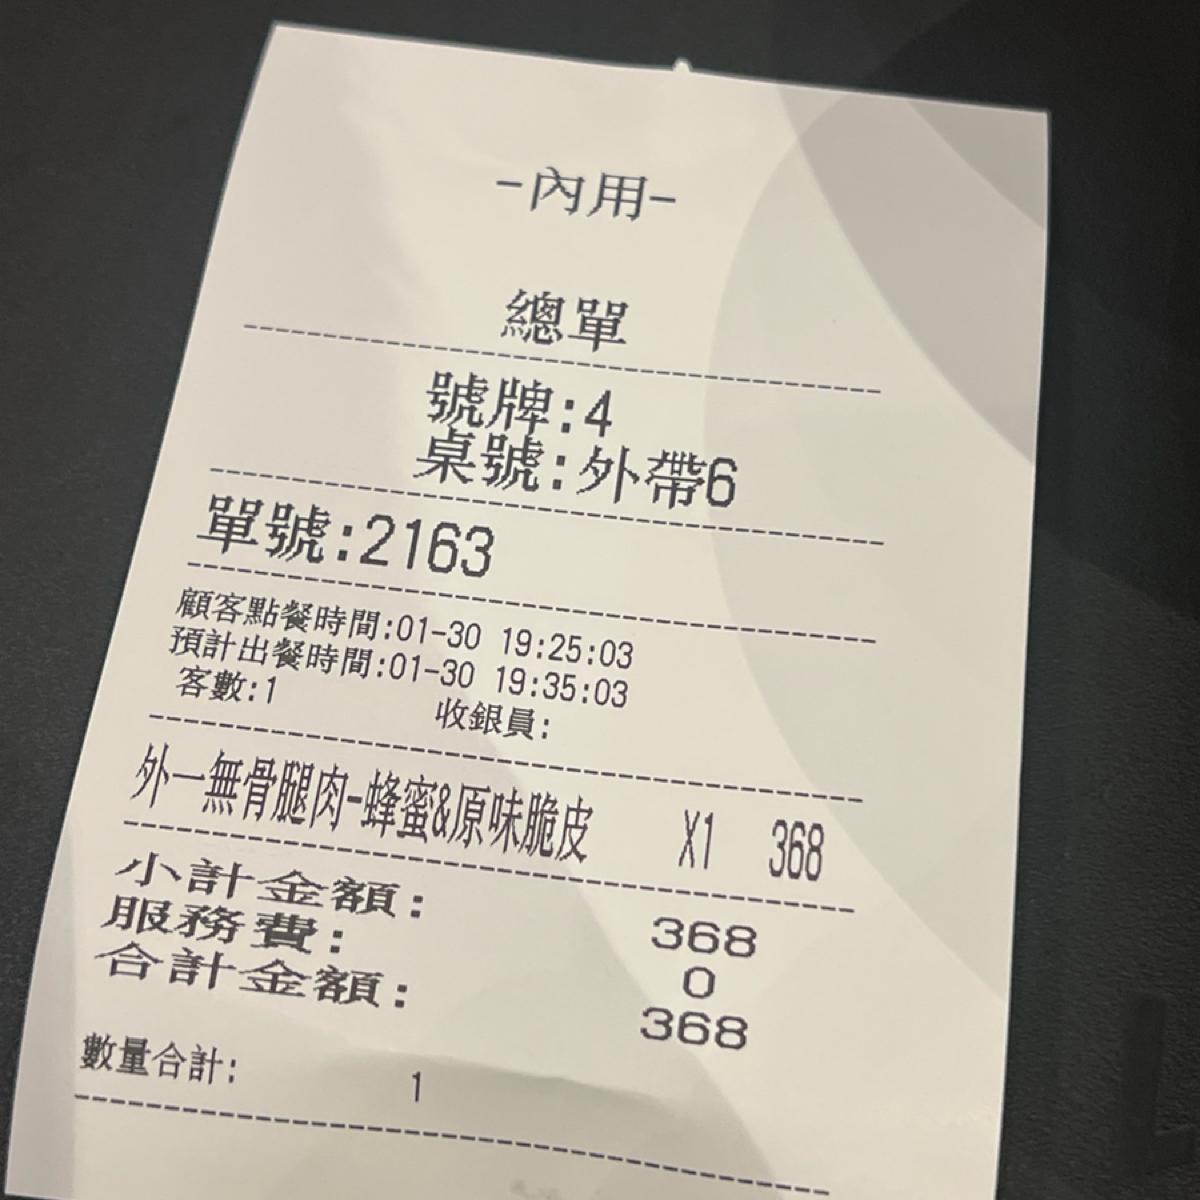 -內用-
總單
號牌:4
桌號:外帶6
單號:2163
顧客點餐時間:01-30 19:25:03
預計出餐時間:01-30 19:35:03
客數:1 收銀員:
外一無骨腿肉-蜂蜜&原味脆皮 X1 368
小計金額: 368
服務費: 0
合計金額: 368
數量合計: 1